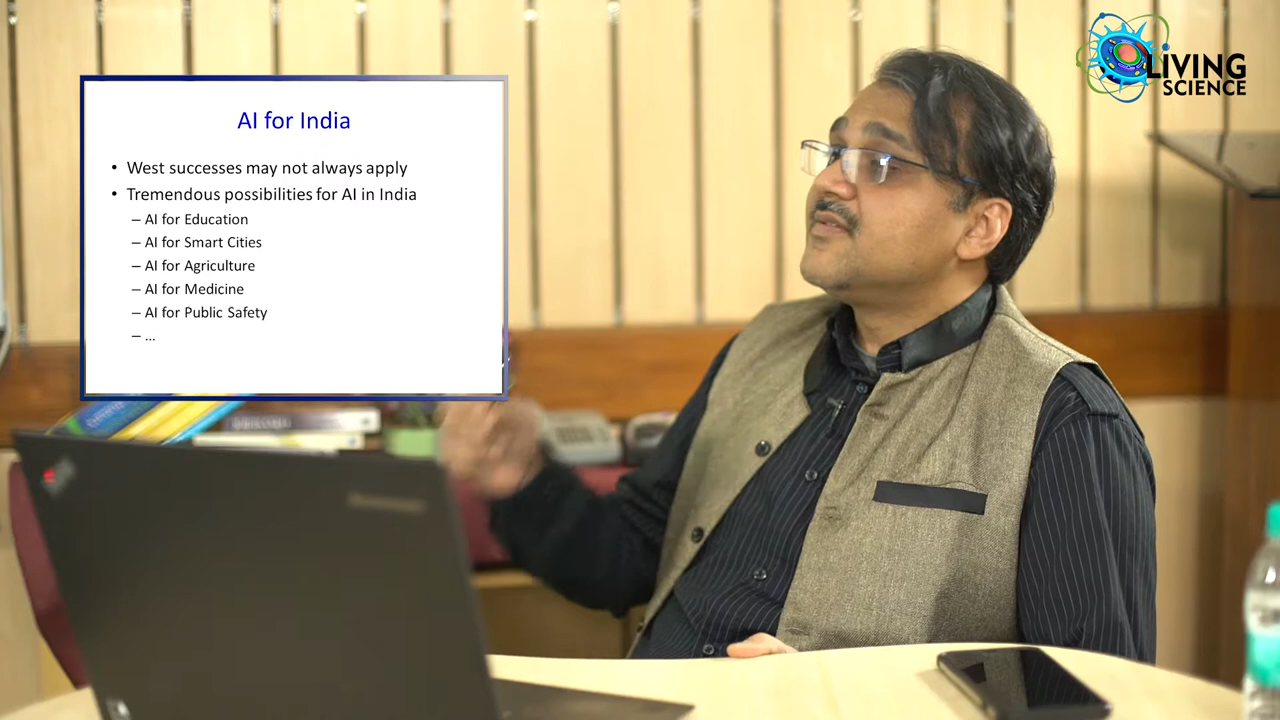 AI for India
• West successes may not always apply
• Tremendous possibilities for AI in India
– AI for Education
– AI for Smart Cities
– AI for Agriculture
– AI for Medicine
– AI for Public Safety
– ...
LIVING
SCIENCE